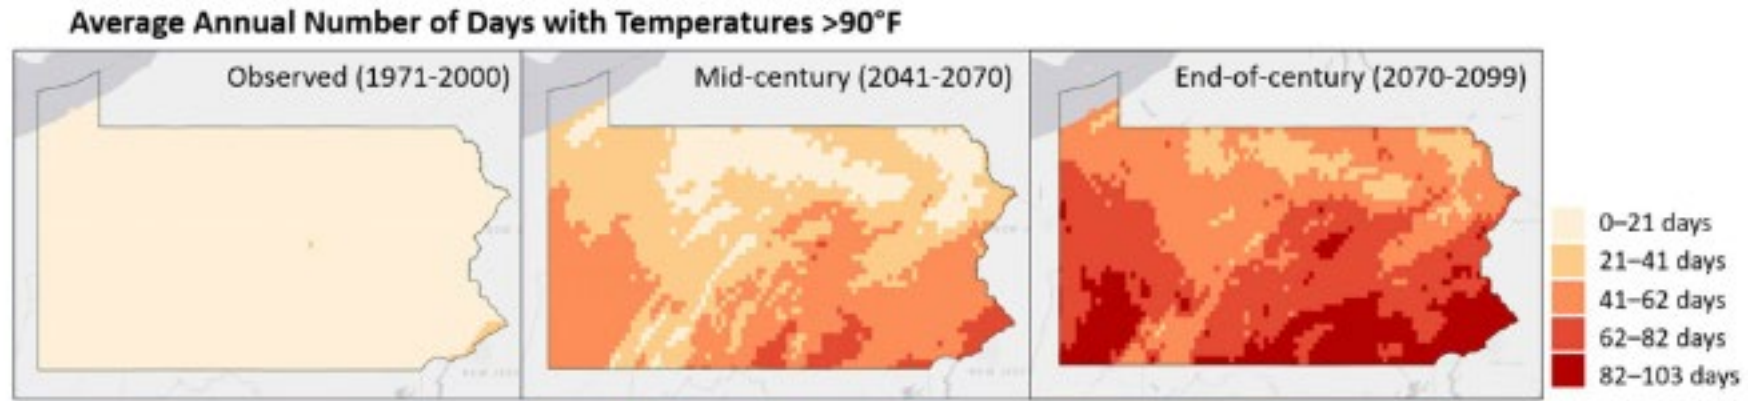 Average Annual Number of Days with Temperatures >90°F
Observed (1971-2000)
Mid-century (2041-2070)
End-of-century (2070-2099)
0–21 days
21–41 days
41–62 days
62–82 days
82–103 days